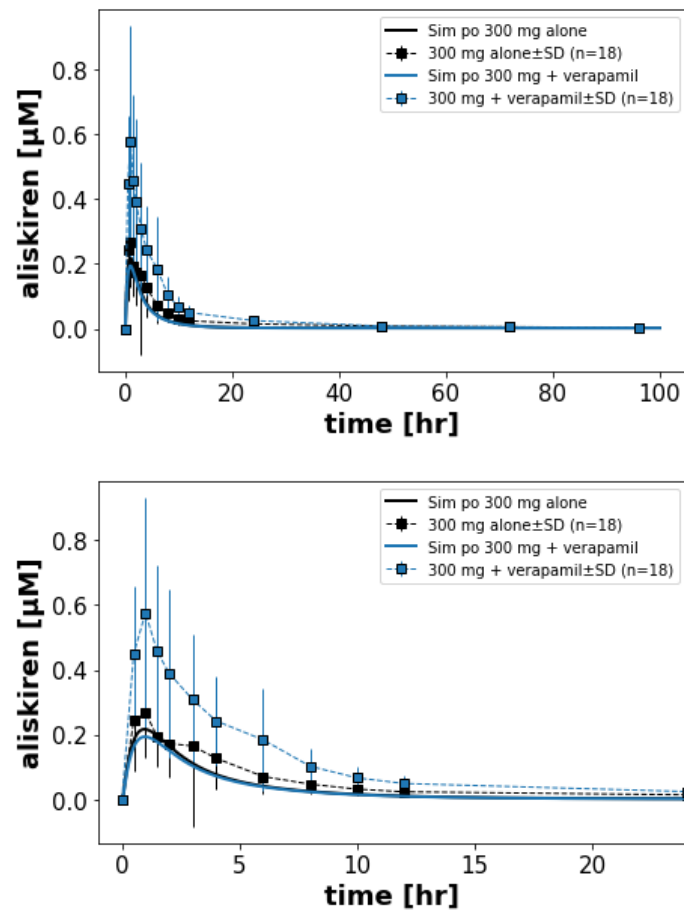 Sim po 300 mg alone
300 mg alone±SD (n=18)
Sim po 300 mg + verapamil
300 mg + verapamil±SD (n=18)
0.8
0.6
0.4
0.2
0.0
aliskiren [µM]
0 20 40 60 80 100
time [hr]
Sim po 300 mg alone
300 mg alone±SD (n=18)
Sim po 300 mg + verapamil
300 mg + verapamil±SD (n=18)
0.8
0.6
0.4
0.2
0.0
aliskiren [µM]
0 5 10 15 20
time [hr]